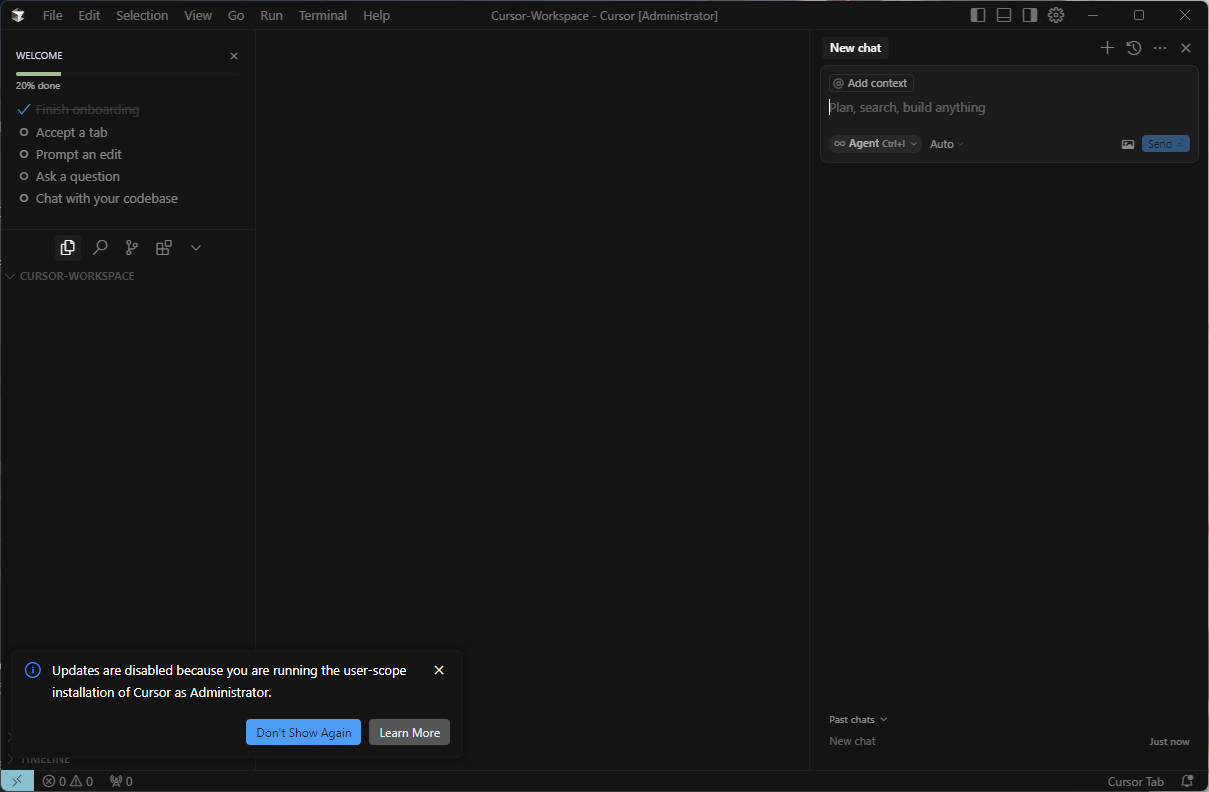 File Edit Selection View Go Run Terminal Help
Cursor-Workspace - Cursor [Administrator]
WELCOME
20% done
Finish onboarding
Accept a tab
Prompt an edit
Ask a question
Chat with your codebase
CURSOR-WORKSPACE
New chat
@ Add context
Plan, search, build anything
Agent Ctrl+I Auto
Send
Updates are disabled because you are running the user-scope
installation of Cursor as Administrator.
Don't Show Again Learn More
TIMELINE
Past chats
New chat Just now
0 0 0
Cursor Tab